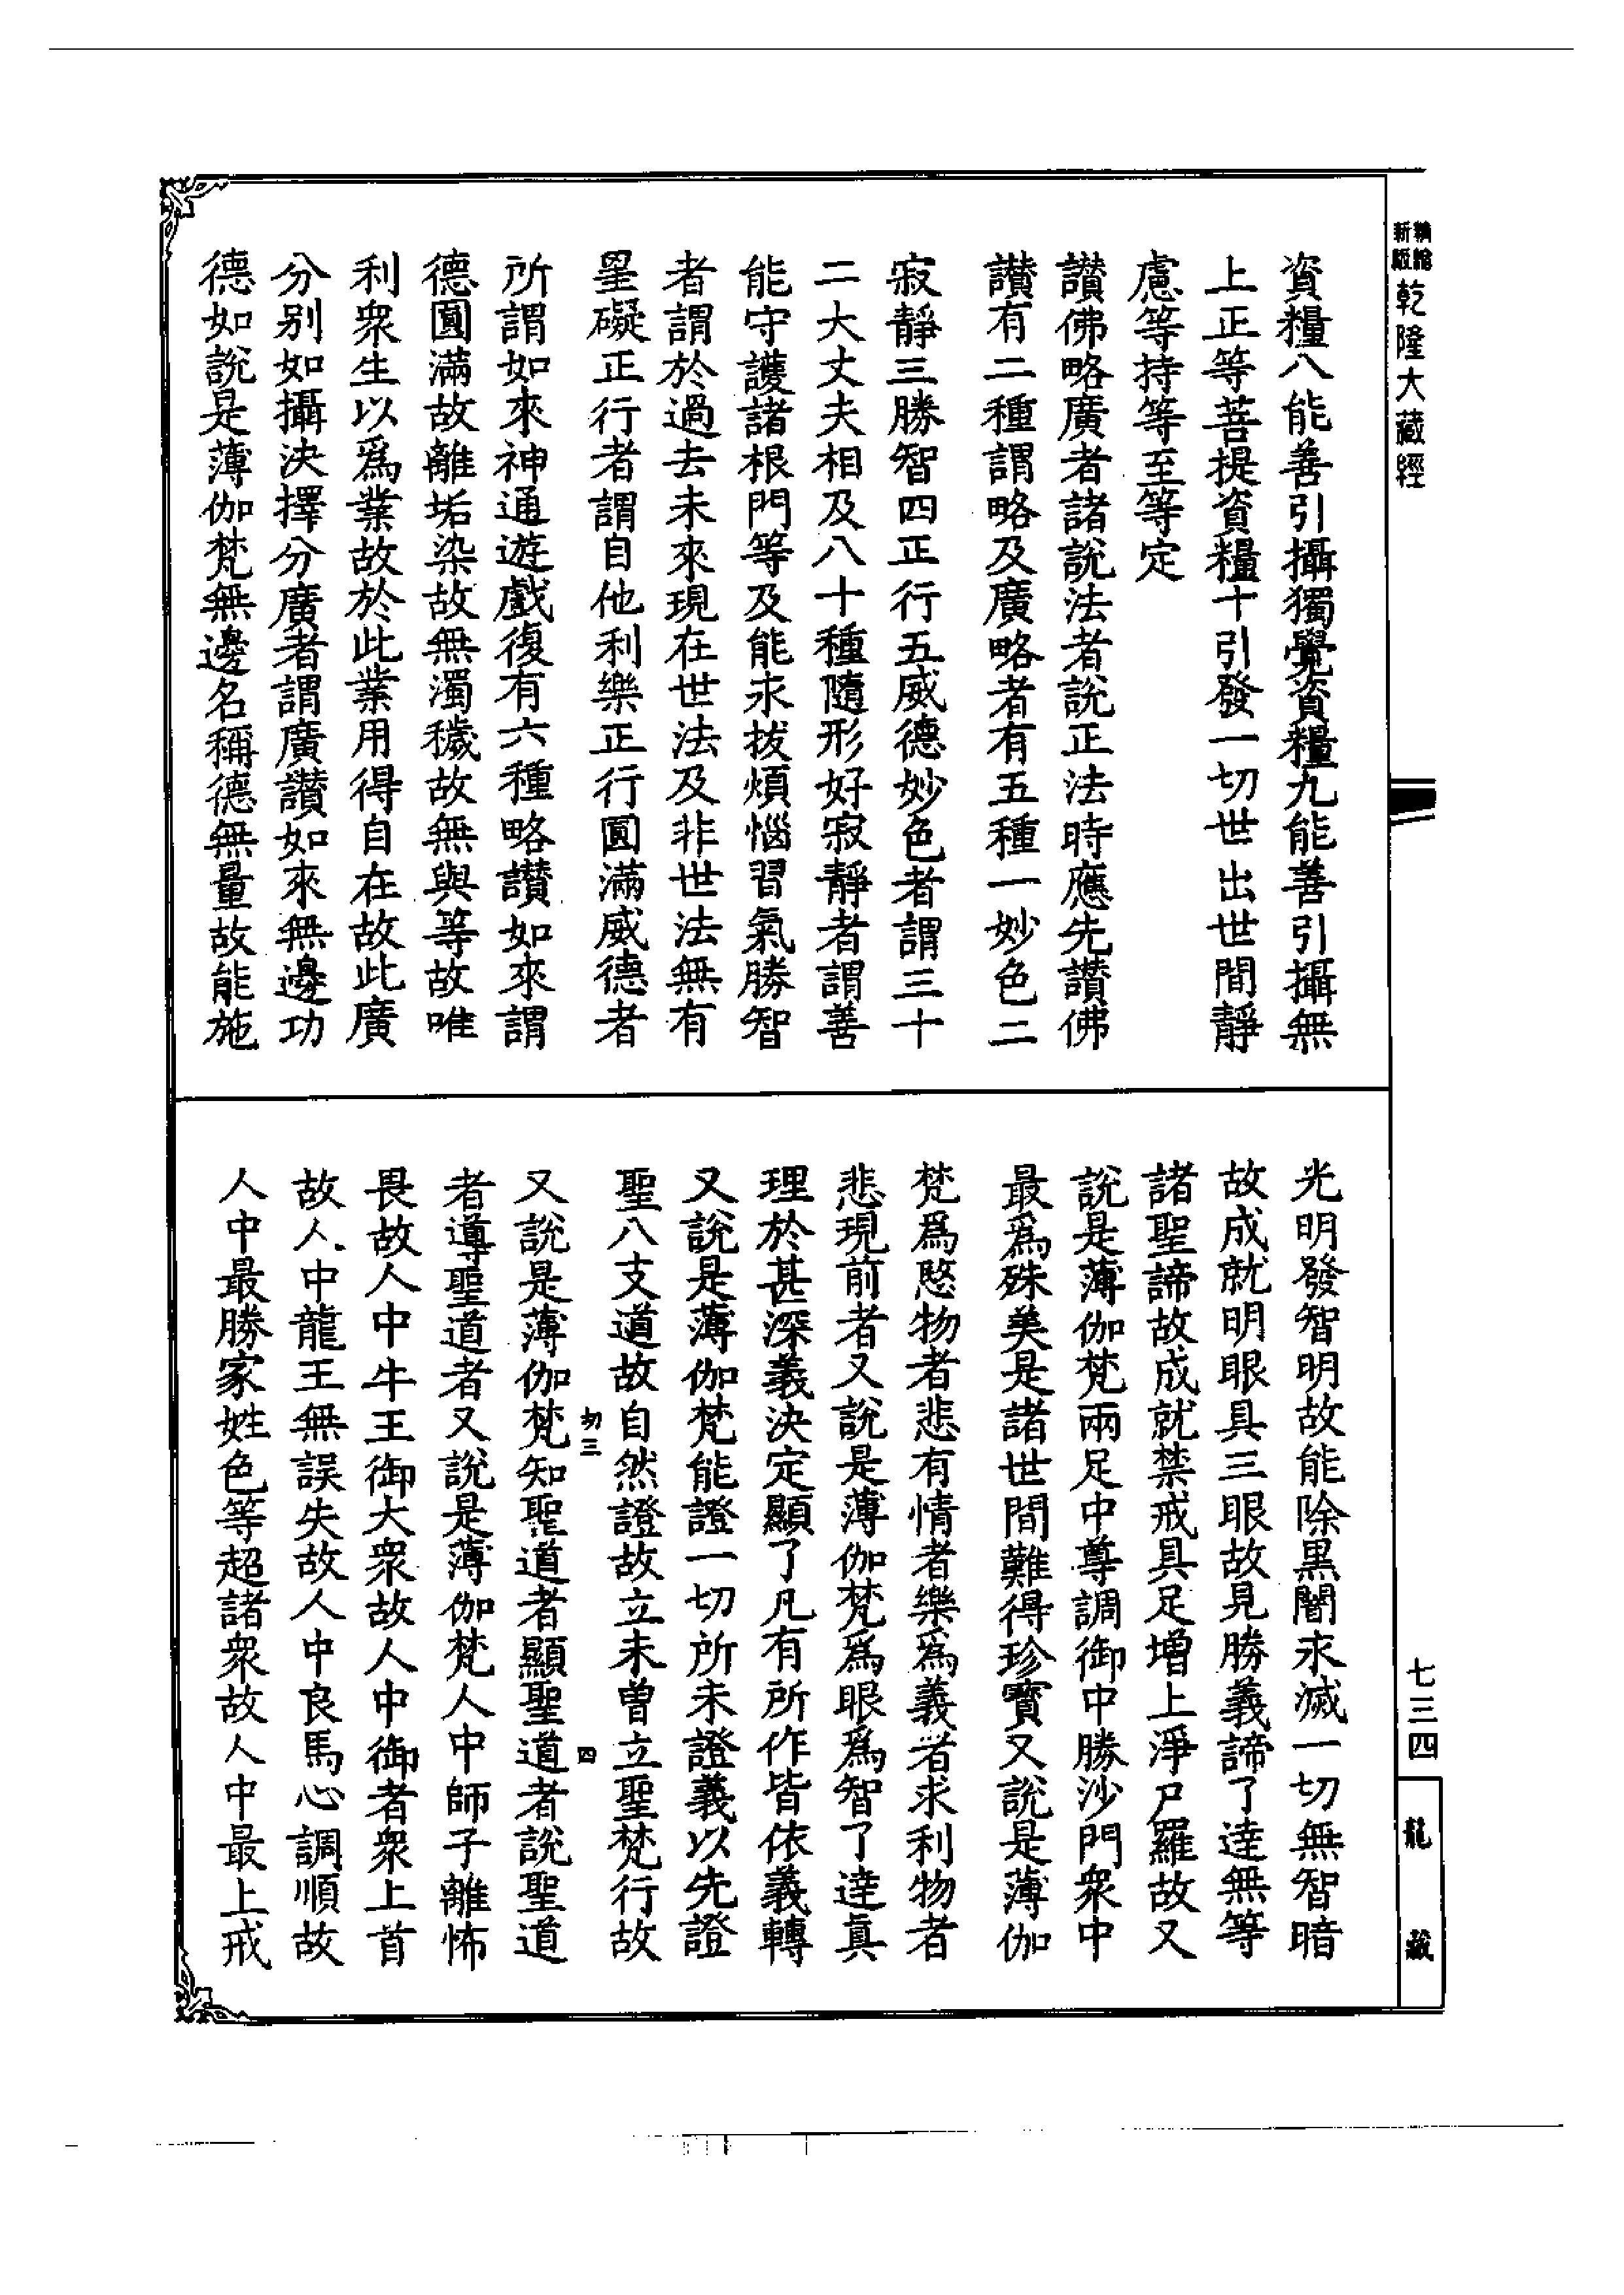 新版
精繕
乾隆大藏經
資糧八能善引攝獨覺資糧九能善引攝無
上正等菩提資糧十引發一切世出世間靜
慮等持等至等定
讃佛略廣者諸說法者說正法時應先讃佛
讃有二種謂略及廣略者有五種一妙色二
寂靜三勝智四正行五威德妙色者謂三十
二大丈夫相及八十種隨形好寂靜者謂善
能守護諸根門等及能永拔煩惱習氣勝智
者謂於過去未來現在世法及非世法無有
罣礙正行者謂自他利樂正行圓滿威德者
所謂如來神通遊戲復有六種略讃如來謂
德圓滿故離垢染故無濁穢故無與等故唯
利衆生以爲業故於此業用得自在故此廣
分别如攝決擇分廣者謂廣讃如來無邊功
德如說是薄伽梵無邊名稱德無量故能施
光明發智明故能除黑闇永滅一切無智暗
故成就明眼具三眼故見勝義諦了達無等
諸聖諦故成就禁戒具足增上淨尸羅故又
說是薄伽梵兩足中尊調御中勝沙門衆中
最爲殊美是諸世間難得珍寶又說是薄伽
梵爲愍物者悲有情者樂爲義者求利物者
悲現前者又說是薄伽梵爲眼爲智了達眞
理於甚深義決定顯了凡有所作皆依義轉
又說是薄伽梵能證一切所未證義以先證
聖八支道故自然證故立未曾立聖梵行故
又說是薄伽梵知聖道者顯聖道者說聖道
者導聖道者又說是薄伽梵人中師子離怖
畏故人中牛王御大衆故人中御者衆上首
故人中龍王無誤失故人中良馬心調順故
人中最勝家姓色等超諸衆故人中最上戒
三
四
七三四
龍藏